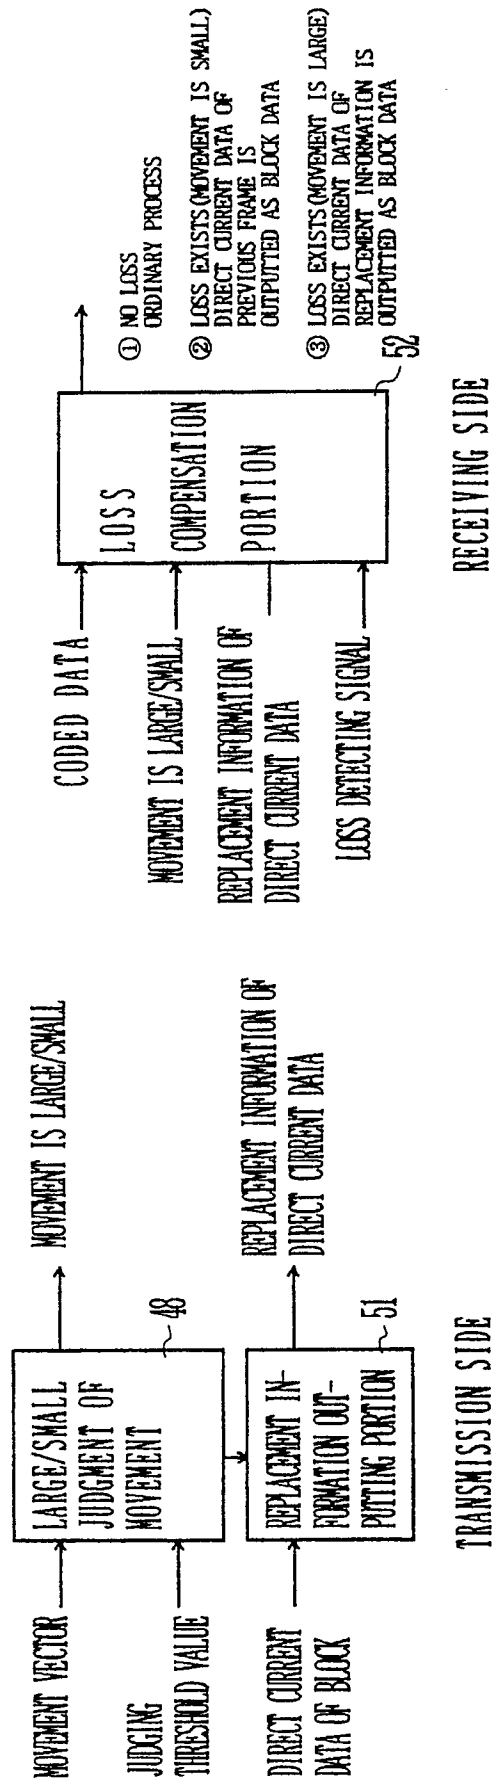 MOVEMENT VECTOR
JUDGING
THRESHOLD VALUE
LARGE/SMALL
JUDGMENT OF
MOVEMENT
48
MOVEMENT IS LARGE/SMALL
DIRECT CURRENT
DATA OF BLOCK
REPLACEMENT IN-
FORMATION OUT-
PUTTING PORTION
51
REPLACEMENT INFORMATION OF
DIRECT CURRENT DATA
TRANSMISSION SIDE
CODED DATA
MOVEMENT IS LARGE/SMALL
REPLACEMENT INFORMATION OF
DIRECT CURRENT DATA
LOSS DETECTING SIGNAL
LOSS
COMPENSATION
PORTION
52
① NO LOSS
ORDINARY PROCESS
② LOSS EXISTS(MOVEMENT IS SMALL)
DIRECT CURRENT DATA OF
PREVIOUS FRAME IS
OUTPUTTED AS BLOCK DATA
③ LOSS EXISTS(MOVEMENT IS LARGE)
DIRECT CURRENT DATA OF
REPLACEMENT INFORMATION IS
OUTPUTTED AS BLOCK DATA
RECEIVING SIDE